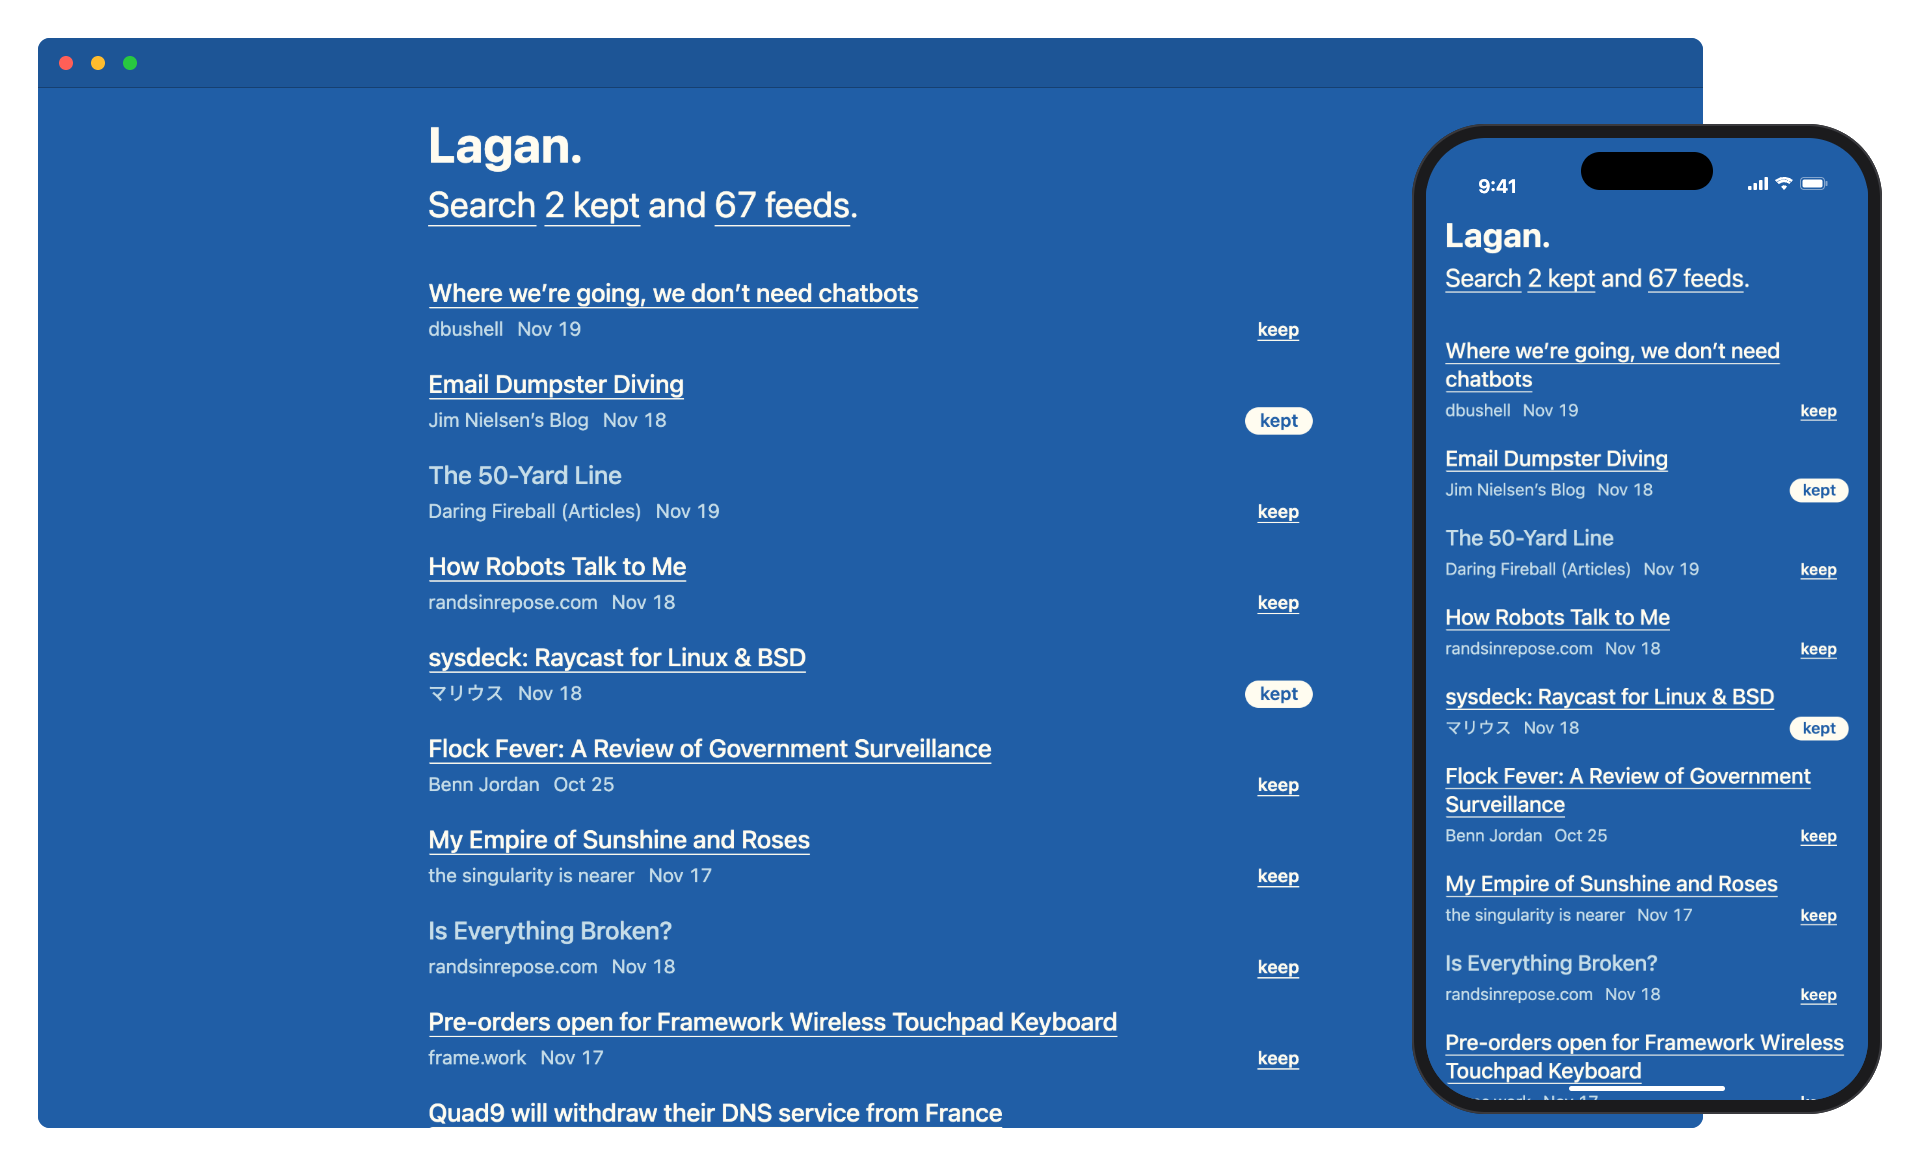 Lagan.
Search 2 kept and 67 feeds.
Where we’re going, we don’t need chatbots
dbushell Nov 19 keep
Email Dumpster Diving
Jim Nielsen’s Blog Nov 18 kept
The 50-Yard Line
Daring Fireball (Articles) Nov 19 keep
How Robots Talk to Me
randsinrepose.com Nov 18 keep
sysdeck: Raycast for Linux & BSD
マリウス Nov 18 kept
Flock Fever: A Review of Government Surveillance
Benn Jordan Oct 25 keep
My Empire of Sunshine and Roses
the singularity is nearer Nov 17 keep
Is Everything Broken?
randsinrepose.com Nov 18 keep
Pre-orders open for Framework Wireless Touchpad Keyboard
frame.work Nov 17 keep
Quad9 will withdraw their DNS service from France
9:41
Lagan.
Search 2 kept and 67 feeds.
Where we’re going, we don’t need
chatbots
dbushell Nov 19 keep
Email Dumpster Diving
Jim Nielsen’s Blog Nov 18 kept
The 50-Yard Line
Daring Fireball (Articles) Nov 19 keep
How Robots Talk to Me
randsinrepose.com Nov 18 keep
sysdeck: Raycast for Linux & BSD
マリウス Nov 18 kept
Flock Fever: A Review of Government
Surveillance
Benn Jordan Oct 25 keep
My Empire of Sunshine and Roses
the singularity is nearer Nov 17 keep
Is Everything Broken?
randsinrepose.com Nov 18 keep
Pre-orders open for Framework Wireless
Touchpad Keyboard